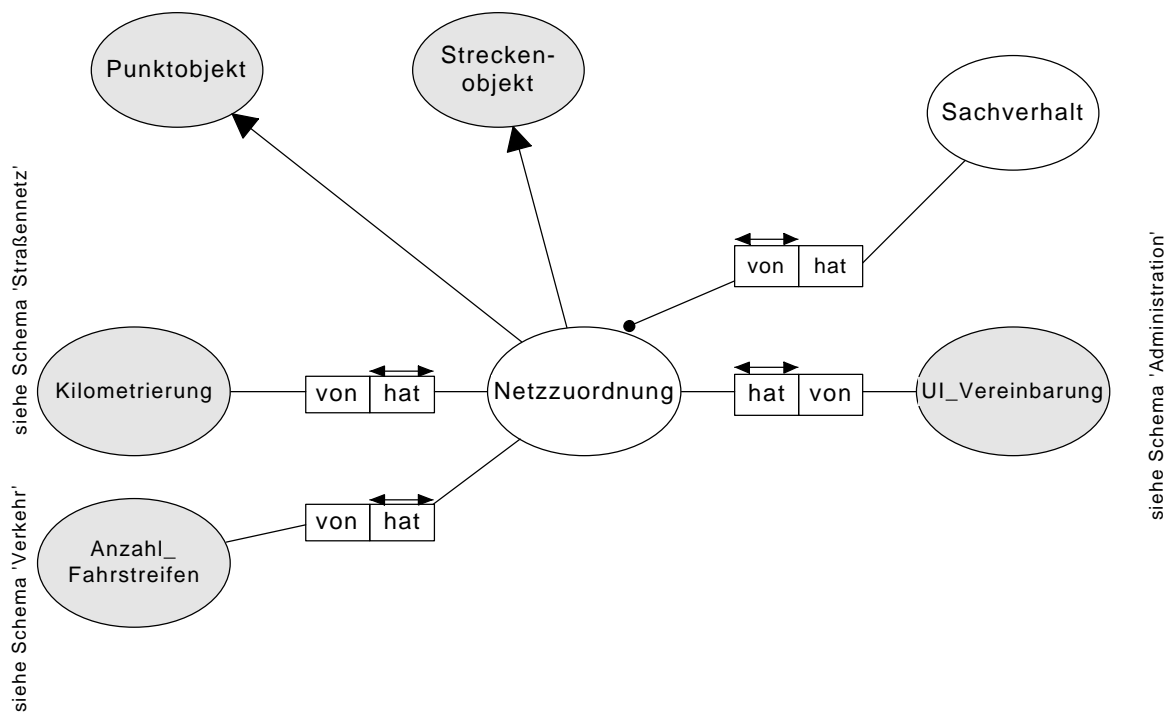 Punktobjekt
Strecken-
objekt
Sachverhalt
siehe Schema 'Straßennetz'
von hat
siehe Schema 'Administration'
Kilometrierung
von hat
Netzzuordnung
hat von
UI_Vereinbarung
siehe Schema 'Verkehr'
Anzahl_
Fahrstreifen
von hat